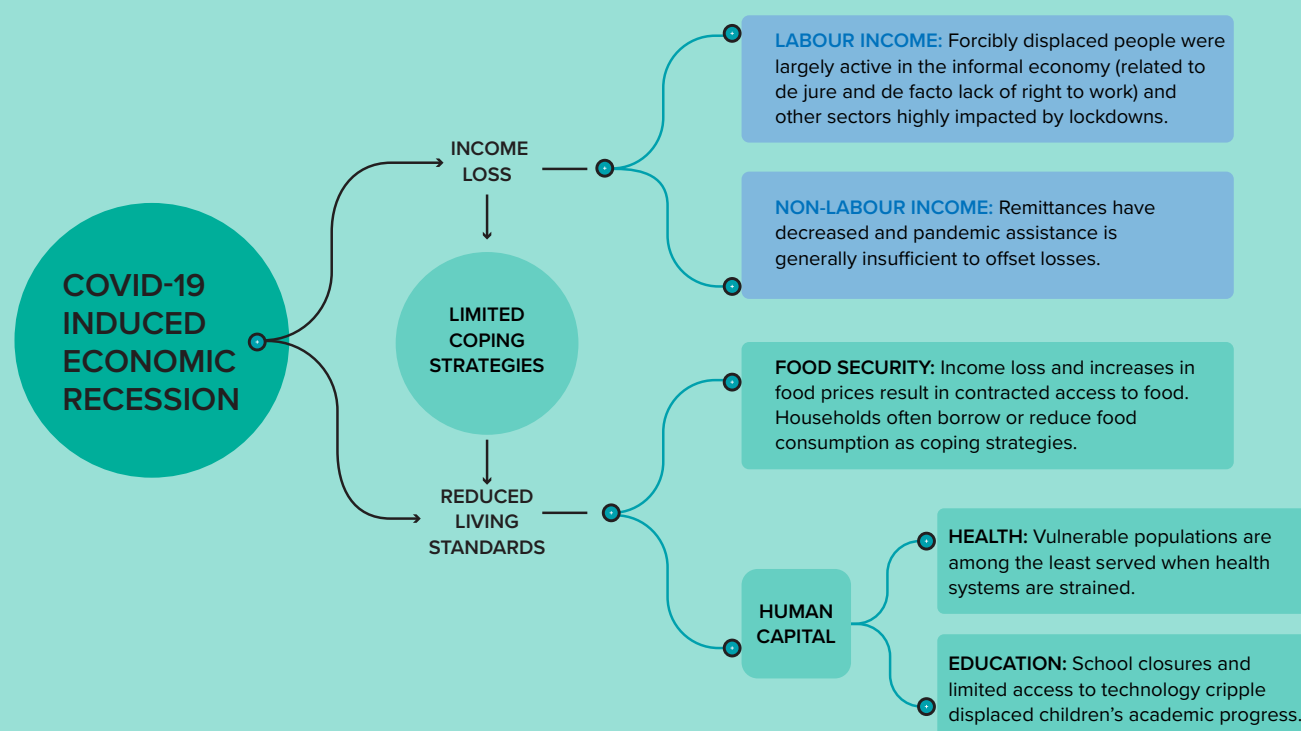 COVID-19
INDUCED
ECONOMIC
RECESSION
INCOME
LOSS
LIMITED
COPING
STRATEGIES
REDUCED
LIVING
STANDARDS
LABOUR INCOME: Forcibly displaced people were
largely active in the informal economy (related to
de jure and de facto lack of right to work) and
other sectors highly impacted by lockdowns.
NON-LABOUR INCOME: Remittances have
decreased and pandemic assistance is
generally insufficient to offset losses.
FOOD SECURITY: Income loss and increases in
food prices result in contracted access to food.
Households often borrow or reduce food
consumption as coping strategies.
HUMAN
CAPITAL
HEALTH: Vulnerable populations are
among the least served when health
systems are strained.
EDUCATION: School closures and
limited access to technology cripple
displaced children’s academic progress.